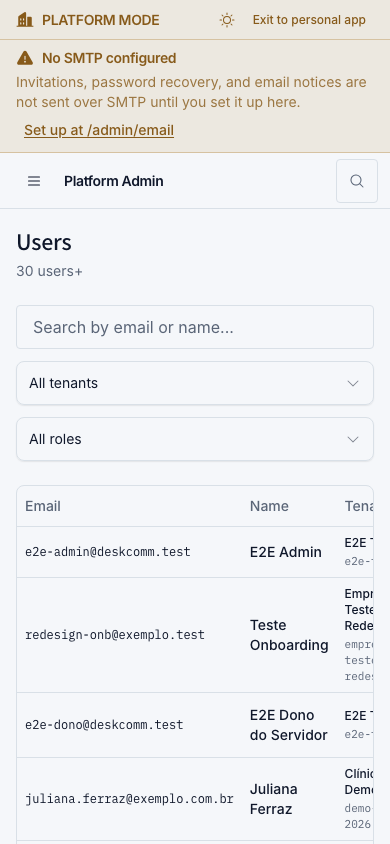 PLATFORM MODE
Exit to personal app
No SMTP configured
Invitations, password recovery, and email notices are
not sent over SMTP until you set it up here.
Set up at /admin/email
Platform Admin
Users
30 users+
Search by email or name...
All tenants
All roles
Email Name
e2e-admin@deskcomm.test E2E Admin E2E
redesign-onb@exemplo.test Teste
Onboarding
e2e-dono@deskcomm.test E2E Dono
do Servidor E2E
juliana.ferraz@exemplo.com.br Juliana
Ferraz
2026